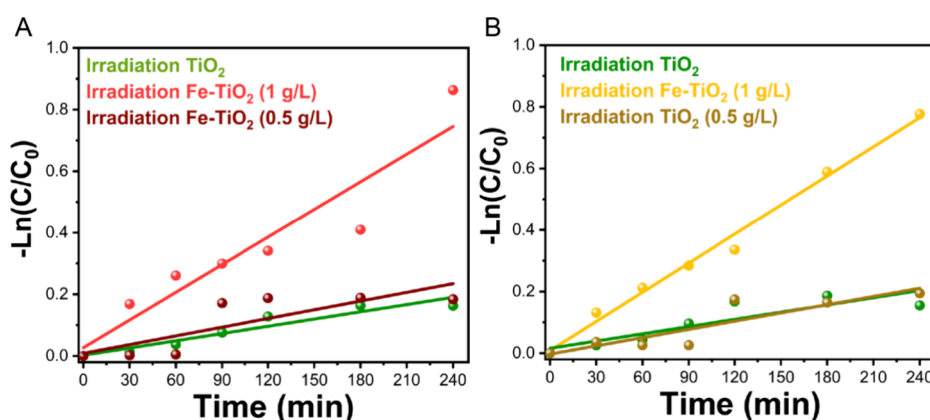 A
Irradiation TiO₂
Irradiation Fe-TiO₂ (1 g/L)
Irradiation Fe-TiO₂ (0.5 g/L)
-Ln(C/C₀)
1.0
0.8
0.6
0.4
0.2
0.0
0 30 60 90 120 150 180 210 240
Time (min)
B
Irradiation TiO₂
Irradiation Fe-TiO₂ (1 g/L)
Irradiation TiO₂ (0.5 g/L)
-Ln(C/C₀)
1.0
0.8
0.6
0.4
0.2
0.0
0 30 60 90 120 150 180 210 240
Time (min)